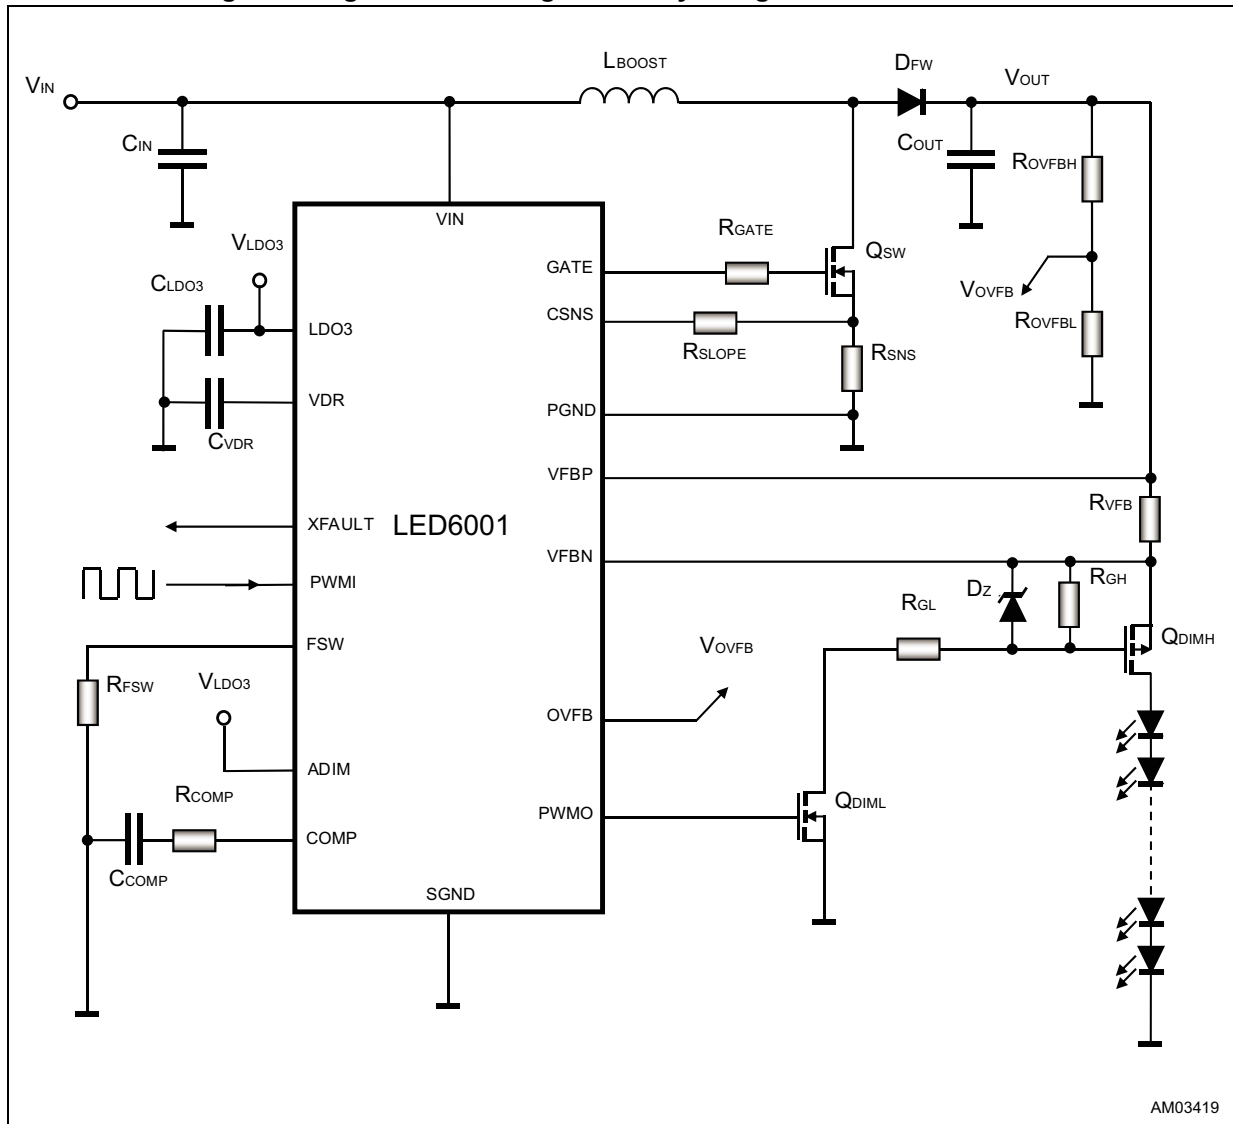 LBOOST
DFW
VIN
VOUT
CIN
COUT
ROVFBH
VIN
VLDO3
RGATE
QSW
GATE
CLDO3
VOVFB
CSNS
LDO3
ROVFBL
RSLOPE
RSNS
VDR
PGND
CVDR
VFBP
RVFB
XFAULT
LED6001
VFBN
PWMI
DZ
RGH
RGL
FSW
QDIMH
VOVFB
RFSW
VLDO3
OVFB
ADIM
RCOMP
QDIML
PWMO
COMP
CCOMP
SGND
AM03419